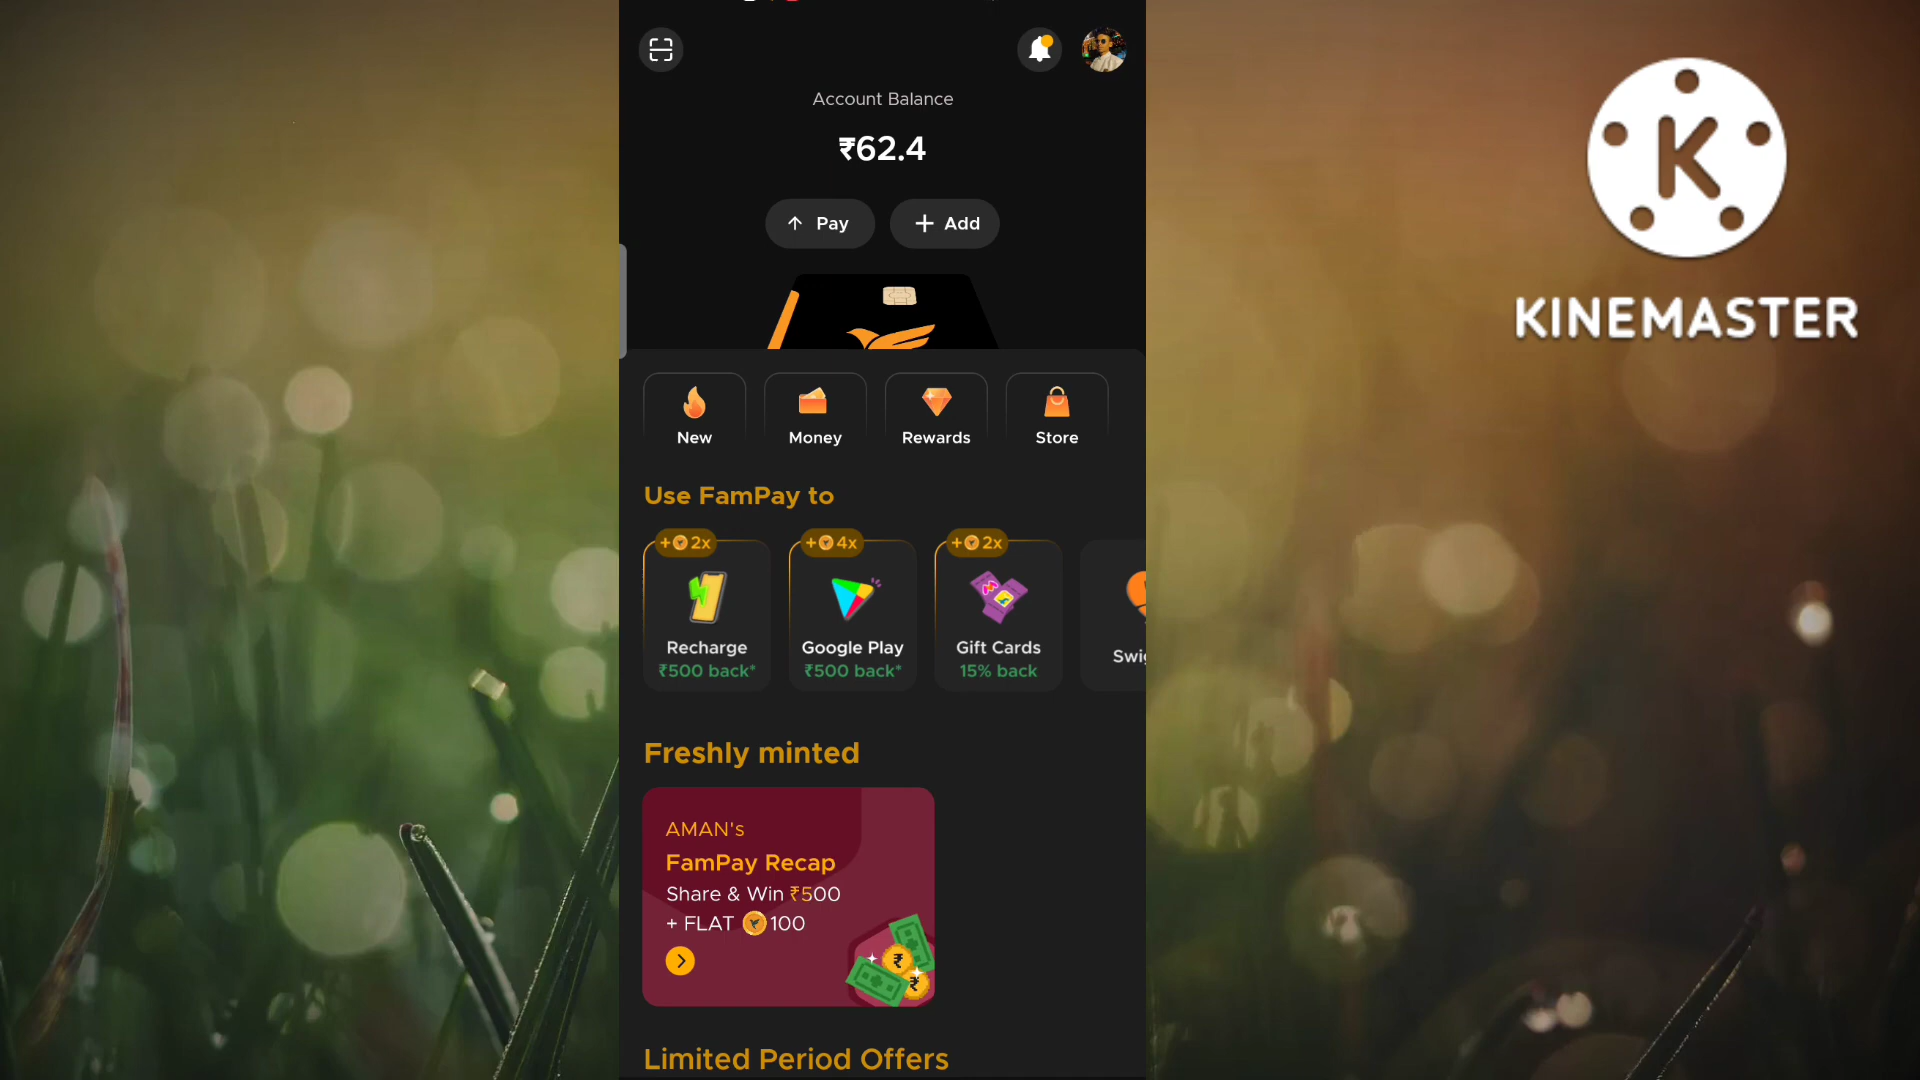 Account Balance
₹62.4
Pay
Add
New
Money
Rewards
Store
Use FamPay to
+ 2x
+ 4x
+ 2x
Recharge
₹500 back*
Google Play
₹500 back*
Gift Cards
15% back
Swig
Freshly minted
AMAN's
FamPay Recap
Share & Win ₹500
+ FLAT 100
Limited Period Offers
K
KINEMASTER